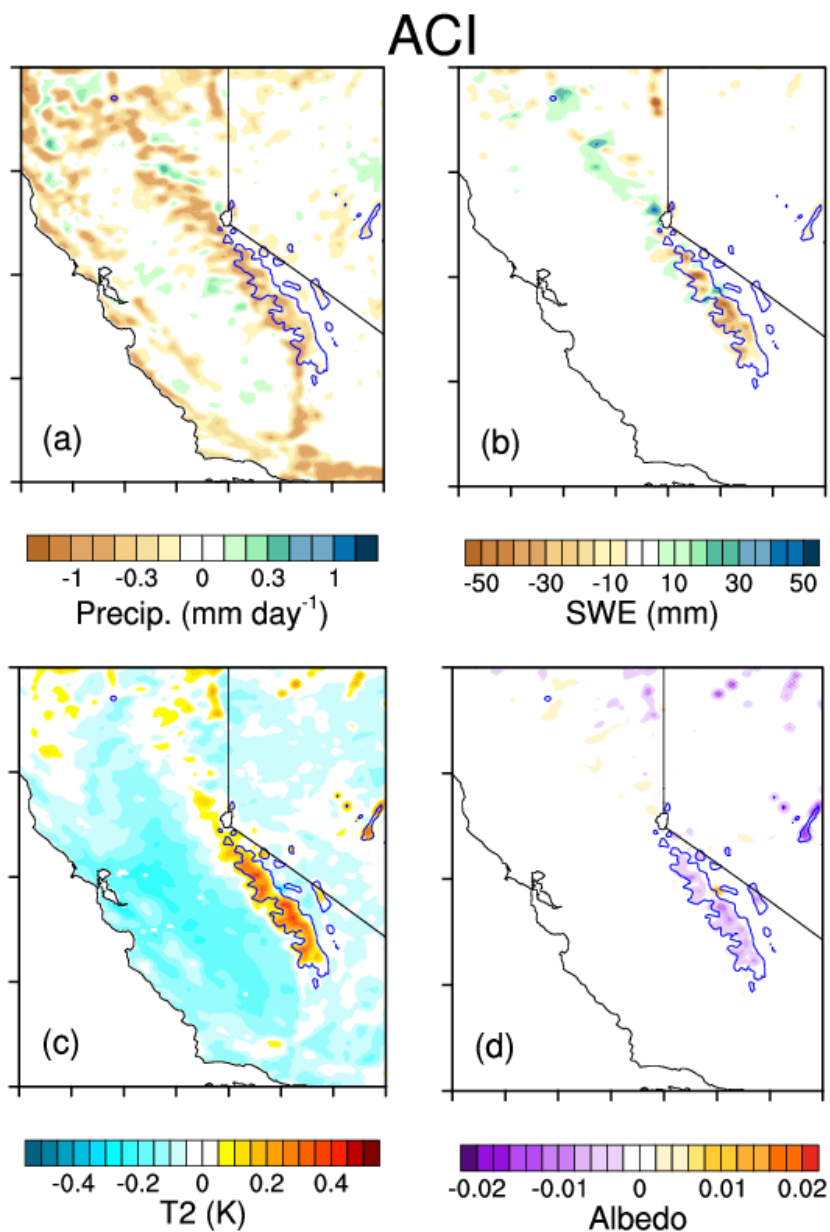 ACI
(a)
(b)
-1 -0.3 0 0.3 1
Precip. (mm day-1)
-50 -30 -10 10 30 50
SWE (mm)
(c)
(d)
-0.4 -0.2 0 0.2 0.4
T2 (K)
-0.02 -0.01 0 0.01 0.02
Albedo